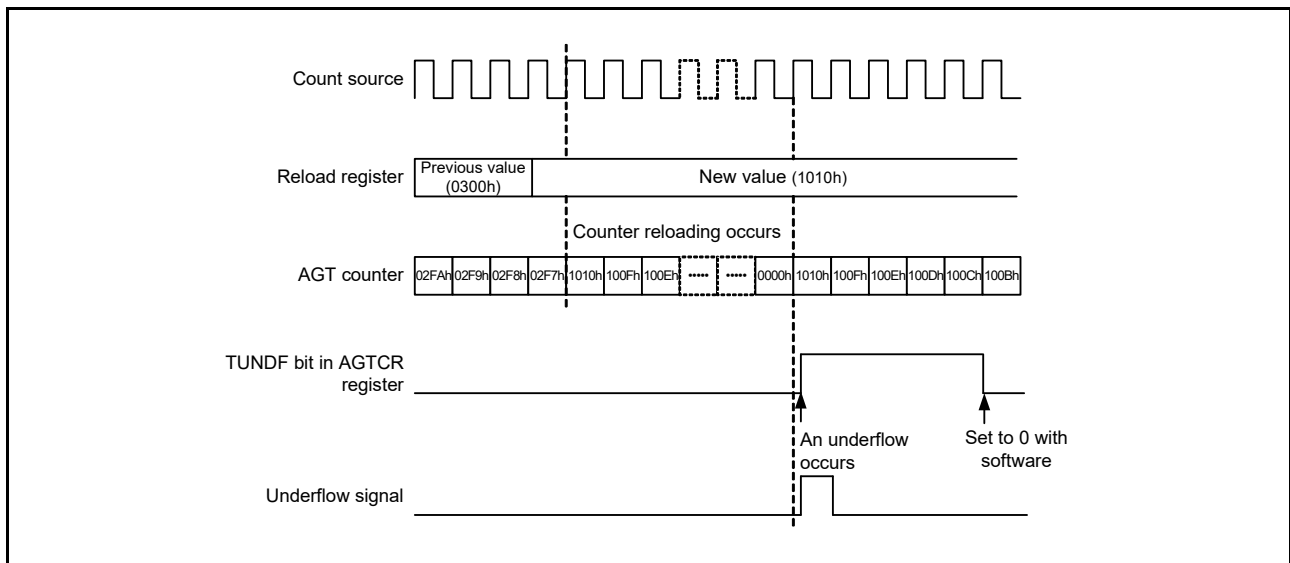 Count source
Reload register
Previous value
(0300h)
New value (1010h)
Counter reloading occurs
AGT counter
02FAh 02F9h 02F8h 02F7h 1010h 100Fh 100Eh ••••• ••••• 0000h 1010h 100Fh 100Eh 100Dh 100Ch 100Bh
TUNDF bit in AGTCR
register
An underflow
occurs
Set to 0 with
software
Underflow signal